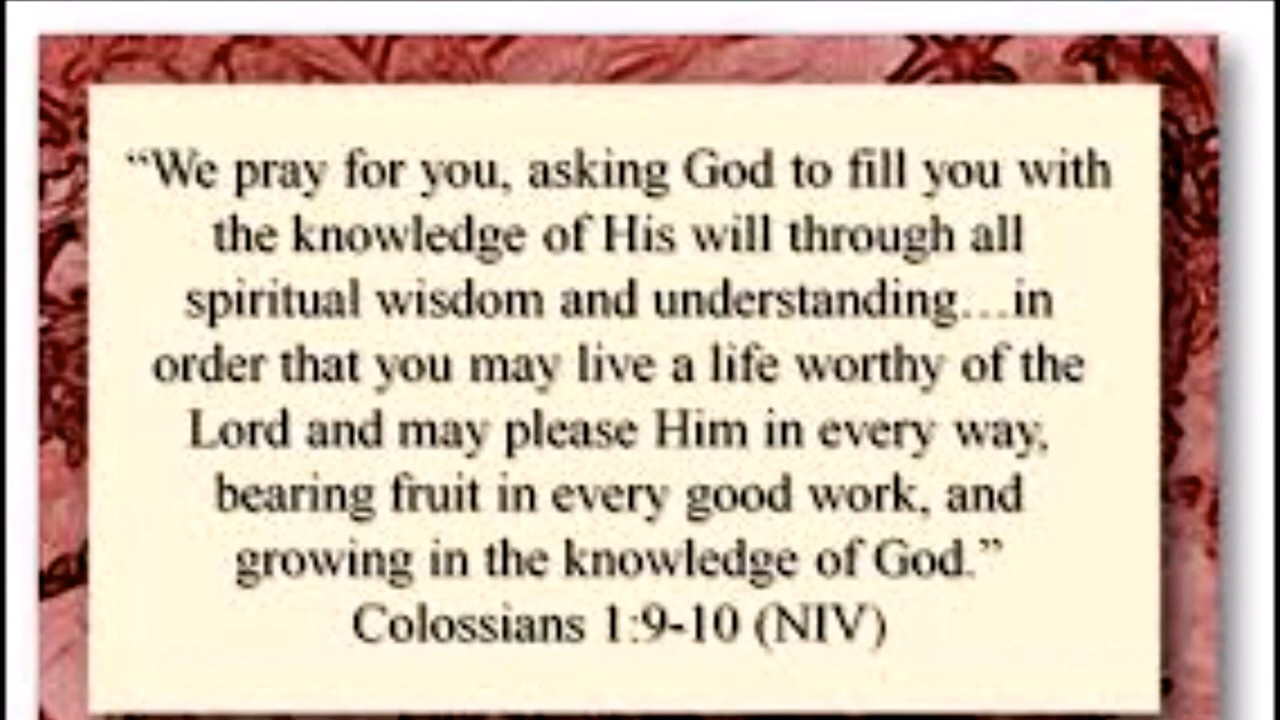 “We pray for you, asking God to fill you with
the knowledge of His will through all
spiritual wisdom and understanding…in
order that you may live a life worthy of the
Lord and may please Him in every way,
bearing fruit in every good work, and
growing in the knowledge of God.”
Colossians 1:9-10 (NIV)